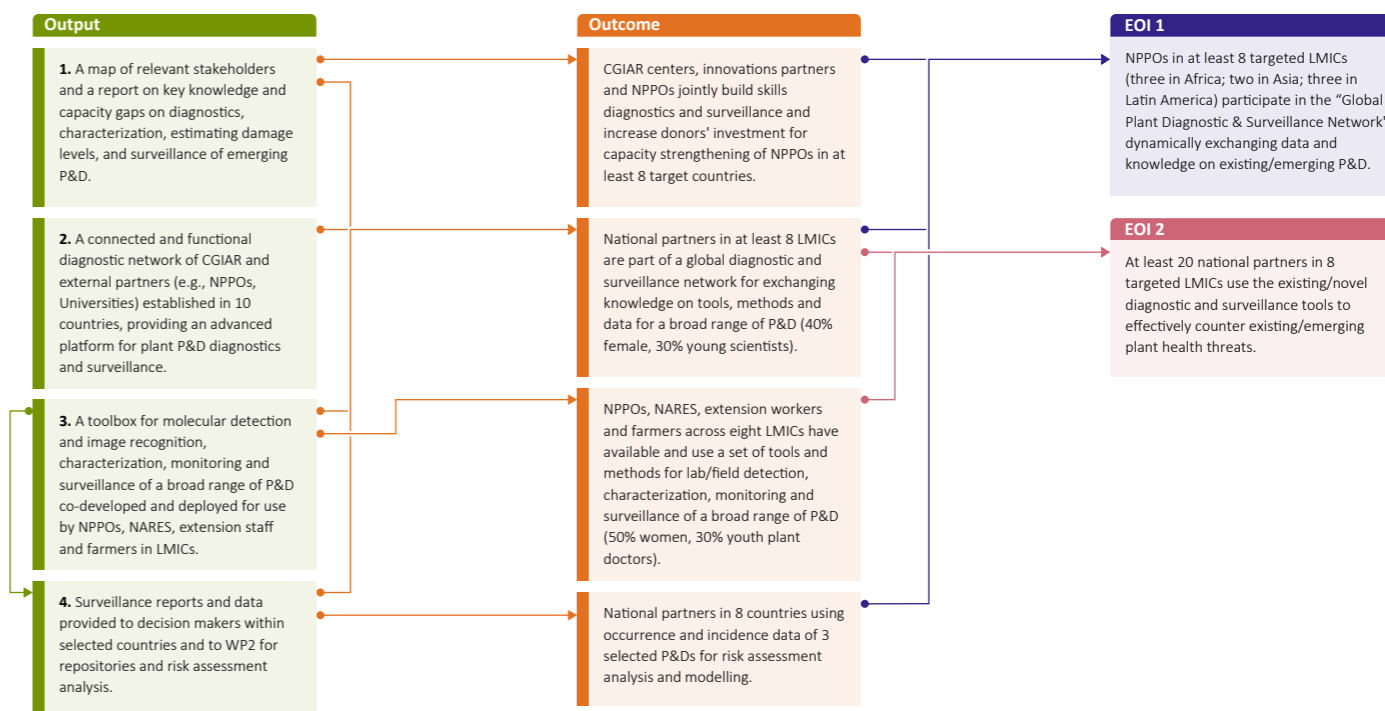 Output
1. A map of relevant stakeholders
and a report on key knowledge and
capacity gaps on diagnostics,
characterization, estimating damage
levels, and surveillance of emerging
P&D.
2. A connected and functional
diagnostic network of CGIAR and
external partners (e.g., NPPOs,
Universities) established in 10
countries, providing an advanced
platform for plant P&D diagnostics
and surveillance.
3. A toolbox for molecular detection
and image recognition,
characterization, monitoring and
surveillance of a broad range of P&D
co-developed and deployed for use
by NPPOs, NARES, extension staff
and farmers in LMICs.
4. Surveillance reports and data
provided to decision makers within
selected countries and to WP2 for
repositories and risk assessment
analysis.
Outcome
CGIAR centers, innovations partners
and NPPOs jointly build skills
diagnostics and surveillance and
increase donors' investment for
capacity strengthening of NPPOs in at
least 8 target countries.
National partners in at least 8 LMICs
are part of a global diagnostic and
surveillance network for exchanging
knowledge on tools, methods and
data for a broad range of P&D (40%
female, 30% young scientists).
NPPOs, NARES, extension workers
and farmers across eight LMICs have
available and use a set of tools and
methods for lab/field detection,
characterization, monitoring and
surveillance of a broad range of P&D
(50% women, 30% youth plant
doctors).
National partners in 8 countries using
occurrence and incidence data of 3
selected P&Ds for risk assessment
analysis and modelling.
EOI 1
NPPOs in at least 8 targeted LMICs
(three in Africa; two in Asia; three in
Latin America) participate in the “Global
Plant Diagnostic & Surveillance Network"
dynamically exchanging data and
knowledge on existing/emerging P&D.
EOI 2
At least 20 national partners in 8
targeted LMICs use the existing/novel
diagnostic and surveillance tools to
effectively counter existing/emerging
plant health threats.